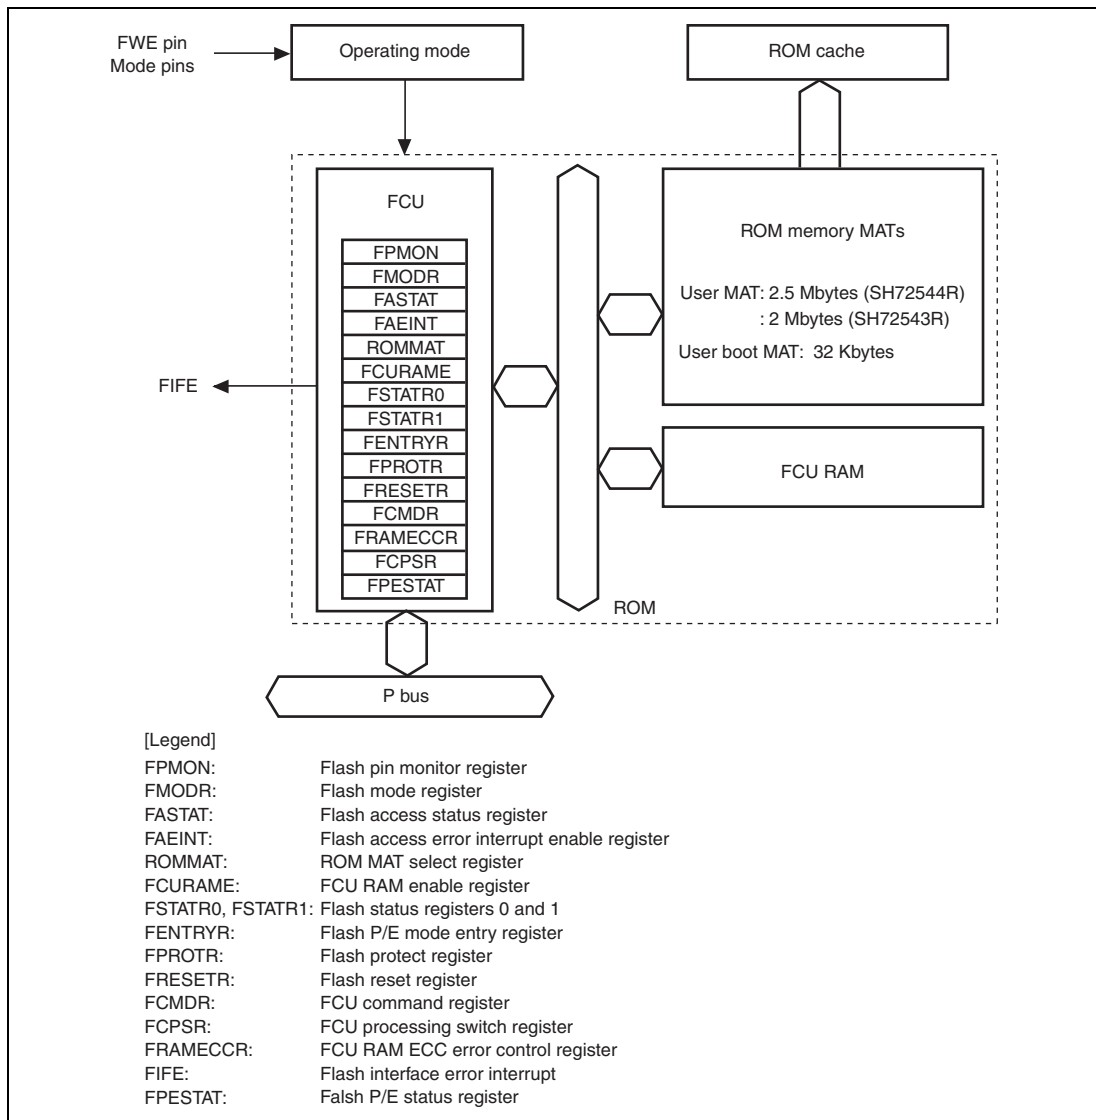 FWE pin
Mode pins
Operating mode
ROM cache
FCU
FPMON
FMODR
FASTAT
FAEINT
ROMMAT
FCURAME
FSTATR0
FSTATR1
FENTRYR
FPROTR
FRESETR
FCMDR
FRAMECCR
FCPSR
FPESTAT
FIFE
ROM memory MATs
User MAT: 2.5 Mbytes (SH72544R)
: 2 Mbytes (SH72543R)
User boot MAT: 32 Kbytes
FCU RAM
ROM
P bus
[Legend]
FPMON: Flash pin monitor register
FMODR: Flash mode register
FASTAT: Flash access status register
FAEINT: Flash access error interrupt enable register
ROMMAT: ROM MAT select register
FCURAME: FCU RAM enable register
FSTATR0, FSTATR1: Flash status registers 0 and 1
FENTRYR: Flash P/E mode entry register
FPROTR: Flash protect register
FRESETR: Flash reset register
FCMDR: FCU command register
FCPSR: FCU processing switch register
FRAMECCR: FCU RAM ECC error control register
FIFE: Flash interface error interrupt
FPESTAT: Falsh P/E status register